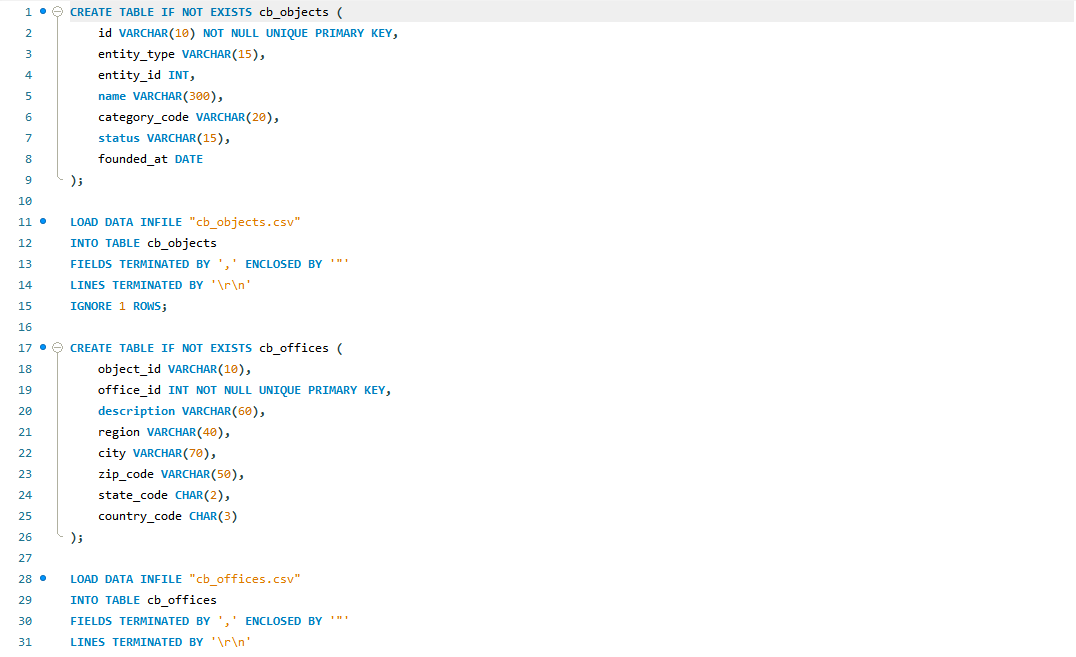 1 CREATE TABLE IF NOT EXISTS cb_objects (
2 id VARCHAR(10) NOT NULL UNIQUE PRIMARY KEY,
3 entity_type VARCHAR(15),
4 entity_id INT,
5 name VARCHAR(300),
6 category_code VARCHAR(20),
7 status VARCHAR(15),
8 founded_at DATE
9 );
10
11 LOAD DATA INFILE "cb_objects.csv"
12 INTO TABLE cb_objects
13 FIELDS TERMINATED BY ',' ENCLOSED BY '"'
14 LINES TERMINATED BY '\r\n'
15 IGNORE 1 ROWS;
16
17 CREATE TABLE IF NOT EXISTS cb_offices (
18 object_id VARCHAR(10),
19 office_id INT NOT NULL UNIQUE PRIMARY KEY,
20 description VARCHAR(60),
21 region VARCHAR(40),
22 city VARCHAR(70),
23 zip_code VARCHAR(50),
24 state_code CHAR(2),
25 country_code CHAR(3)
26 );
27
28 LOAD DATA INFILE "cb_offices.csv"
29 INTO TABLE cb_offices
30 FIELDS TERMINATED BY ',' ENCLOSED BY '"'
31 LINES TERMINATED BY '\r\n'